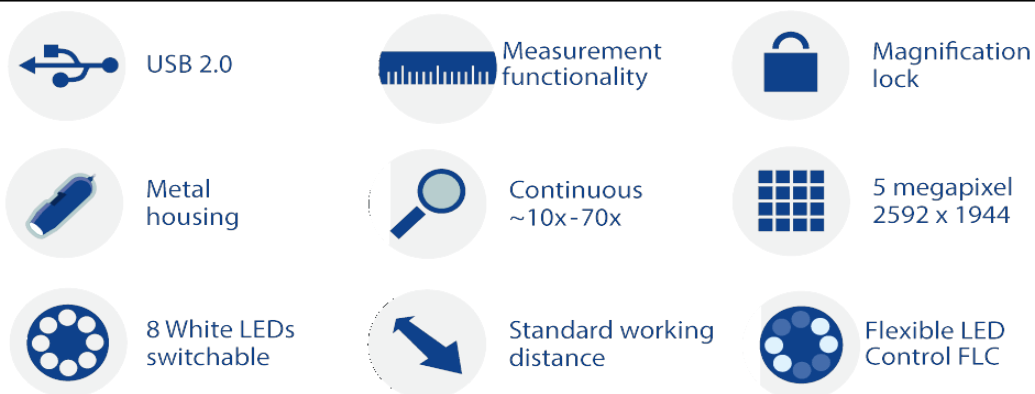 USB 2.0
Measurement
functionality
Magnification
lock
Metal
housing
Continuous
~10x-70x
5 megapixel
2592 x 1944
8 White LEDs
switchable
Standard working
distance
Flexible LED
Control FLC